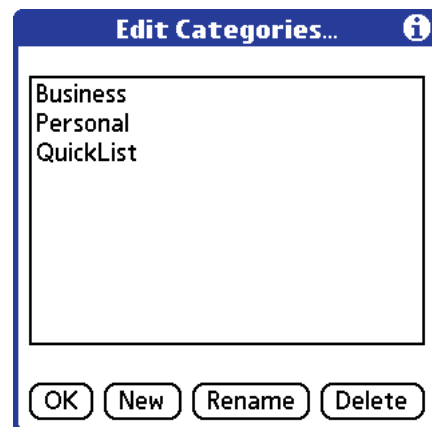 Edit Categories...
i
Business
Personal
QuickList
OK New Rename Delete